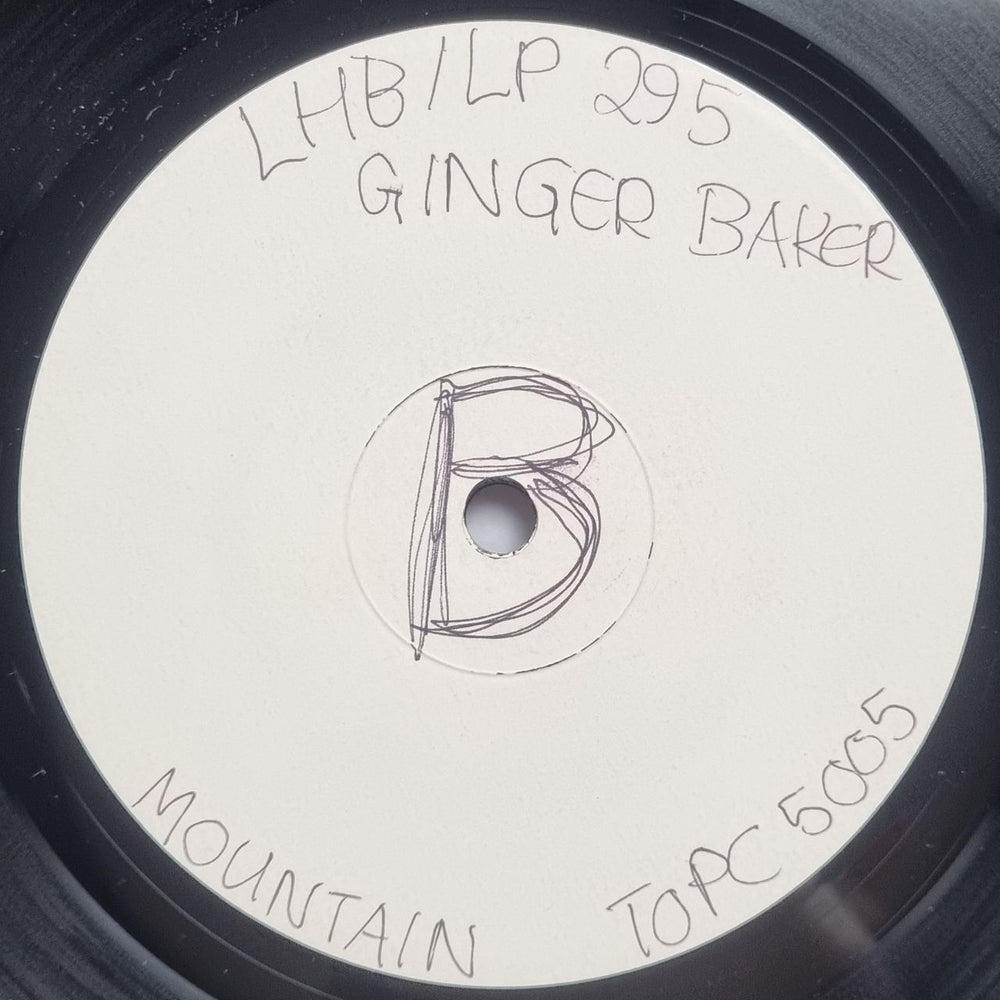 LHB/LP 295
GINGER BAKER
B
MOUNTAIN
TOPC 5005